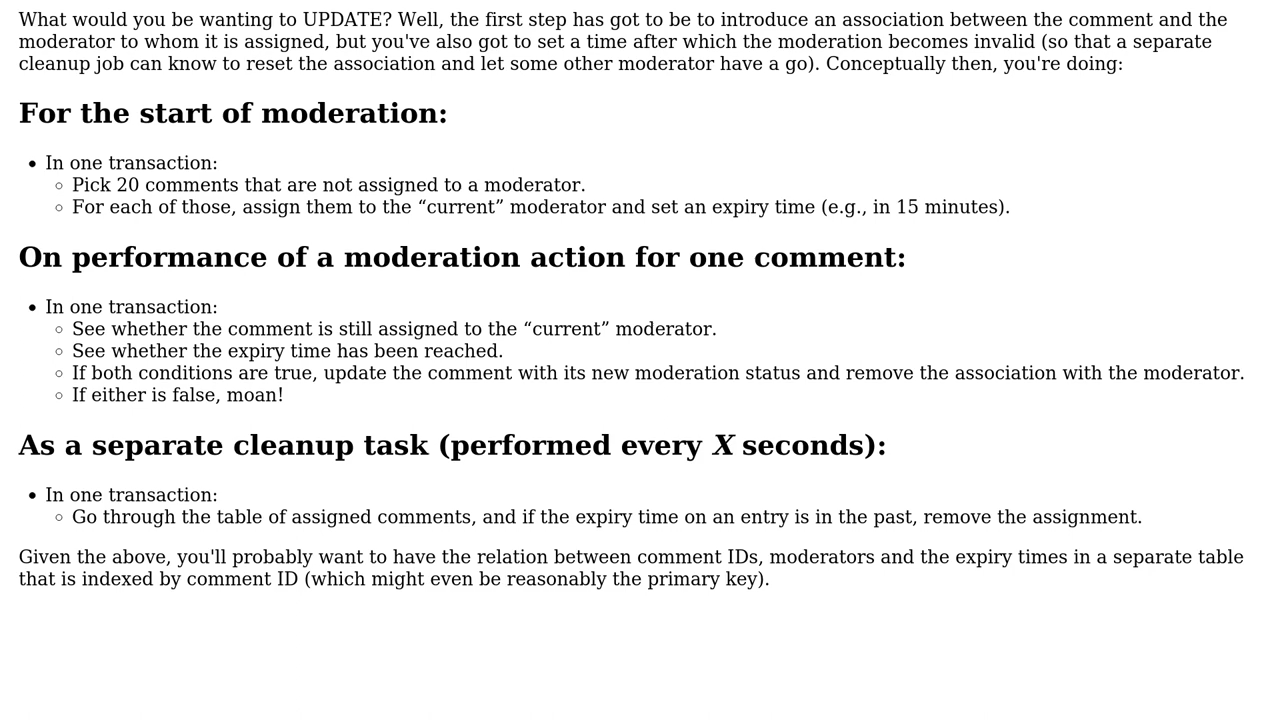 What would you be wanting to UPDATE? Well, the first step has got to be to introduce an association between the comment and the
moderator to whom it is assigned, but you've also got to set a time after which the moderation becomes invalid (so that a separate
cleanup job can know to reset the association and let some other moderator have a go). Conceptually then, you're doing:
For the start of moderation:
• In one transaction:
◦ Pick 20 comments that are not assigned to a moderator.
◦ For each of those, assign them to the “current” moderator and set an expiry time (e.g., in 15 minutes).
On performance of a moderation action for one comment:
• In one transaction:
◦ See whether the comment is still assigned to the “current” moderator.
◦ See whether the expiry time has been reached.
◦ If both conditions are true, update the comment with its new moderation status and remove the association with the moderator.
◦ If either is false, moan!
As a separate cleanup task (performed every X seconds):
• In one transaction:
◦ Go through the table of assigned comments, and if the expiry time on an entry is in the past, remove the assignment.
Given the above, you'll probably want to have the relation between comment IDs, moderators and the expiry times in a separate table
that is indexed by comment ID (which might even be reasonably the primary key).